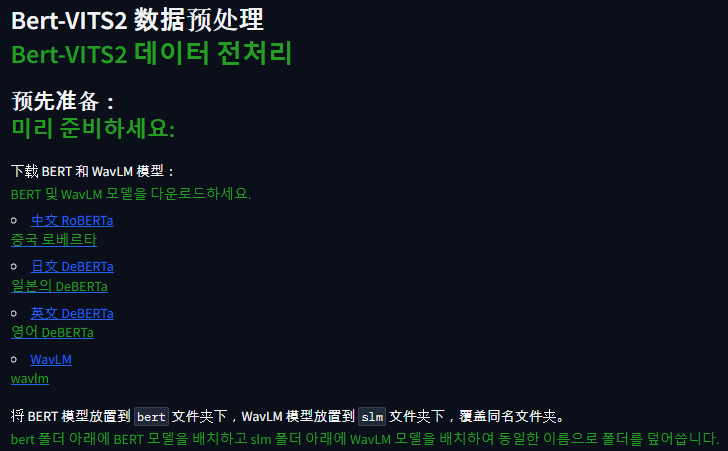 Bert-VITS2 数据预处理
Bert-VITS2 데이터 전처리
预先准备：
미리 준비하세요:
下载 BERT 和 WavLM 模型：
BERT 및 WavLM 모델을 다운로드하세요.
中文 RoBERTa
중국 로베르타
日文 DeBERTa
일본의 DeBERTa
英文 DeBERTa
영어 DeBERTa
WavLM
wavlm
将 BERT 模型放置到 bert 文件夹下，WavLM 模型放置到 slm 文件夹下，覆盖同名文件夹。
bert 폴더 아래에 BERT 모델을 배치하고 slm 폴더 아래에 WavLM 모델을 배치하여 동일한 이름으로 폴더를 덮어씁니다.